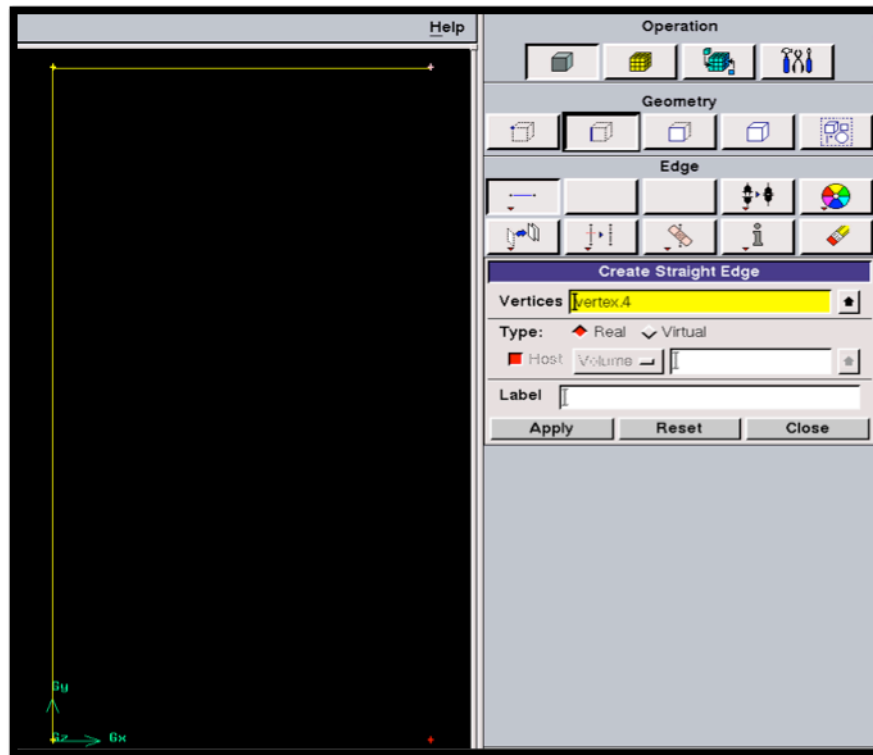 Help
Operation
Geometry
Edge
Create Straight Edge
Vertices vertex.4
Type: Real Virtual
Host Volume
Label
Apply Reset Close
Gy
Gz Gx